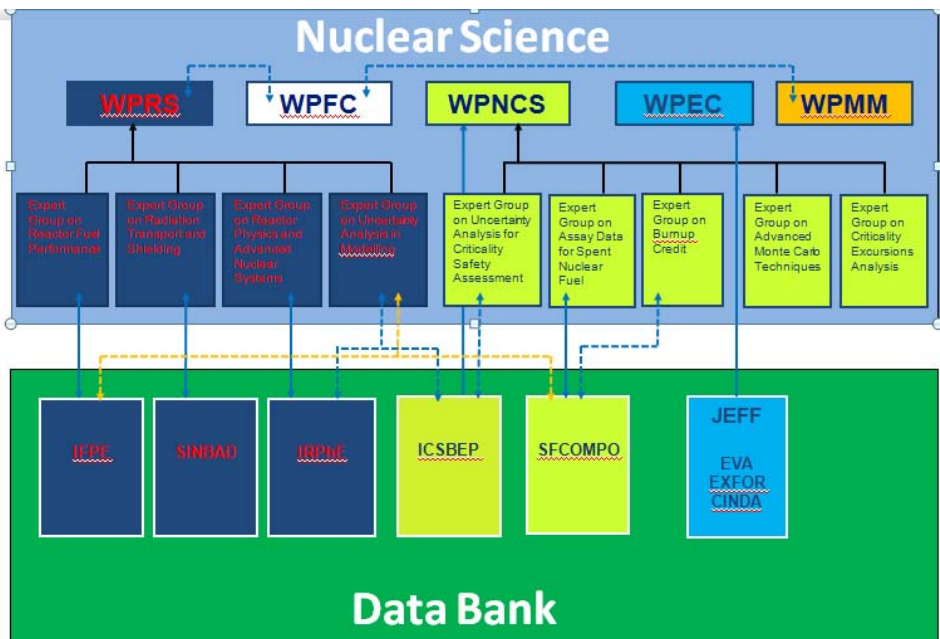 Nuclear Science
WPRS
WPFC
WPNCS
WPEC
WPMM
Expert
Group on
Reactor Fuel
Performance
Expert Group
on Radiation
Transport and
Shielding
Expert Group
on Reactor
Physics and
Advanced
Nuclear
Systems
Expert Group
on Uncertainty
Analysis in
Modelling
Expert Group
on Uncertainty
Analysis for
Criticality
Safety
Assessment
Expert
Group on
Assay Data
for Spent
Nuclear
Fuel
Expert
Group on
Burnup
Credit
Expert
Group on
Advanced
Monte Carlo
Techniques
Expert
Group on
Criticality
Excursions
Analysis
IFPE
SINBAD
IRPhE
ICSBEP
SFCOMPO
JEFF
EVA
EXFOR
CINDA
Data Bank